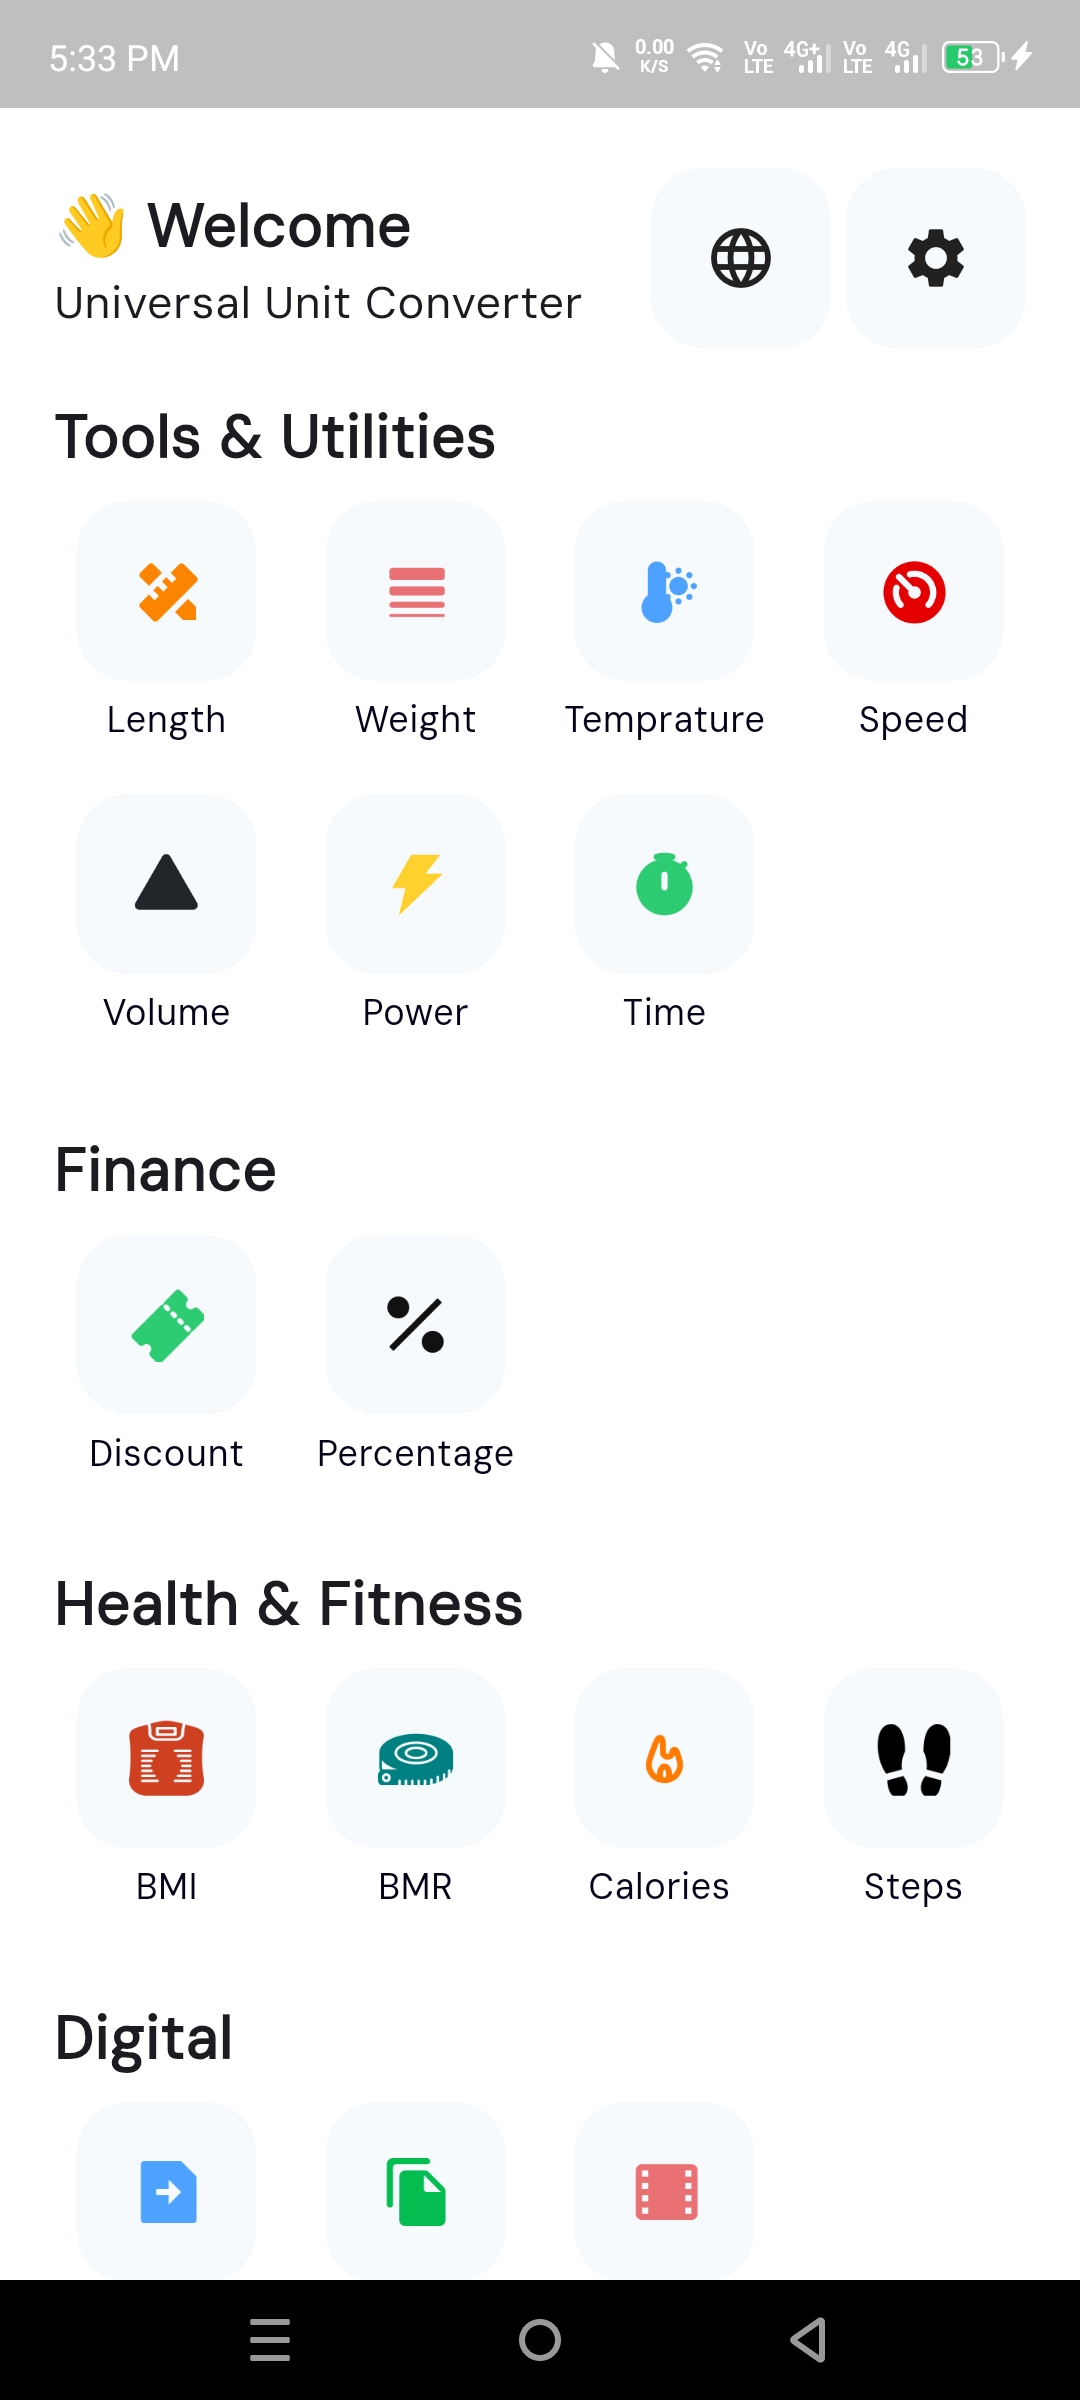 5:33 PM
0.00 K/S Vo LTE 4G+ Vo LTE 4G 53
👋 Welcome
Universal Unit Converter
Tools & Utilities
Length Weight Temprature Speed
Volume Power Time
Finance
Discount Percentage
Health & Fitness
BMI BMR Calories Steps
Digital